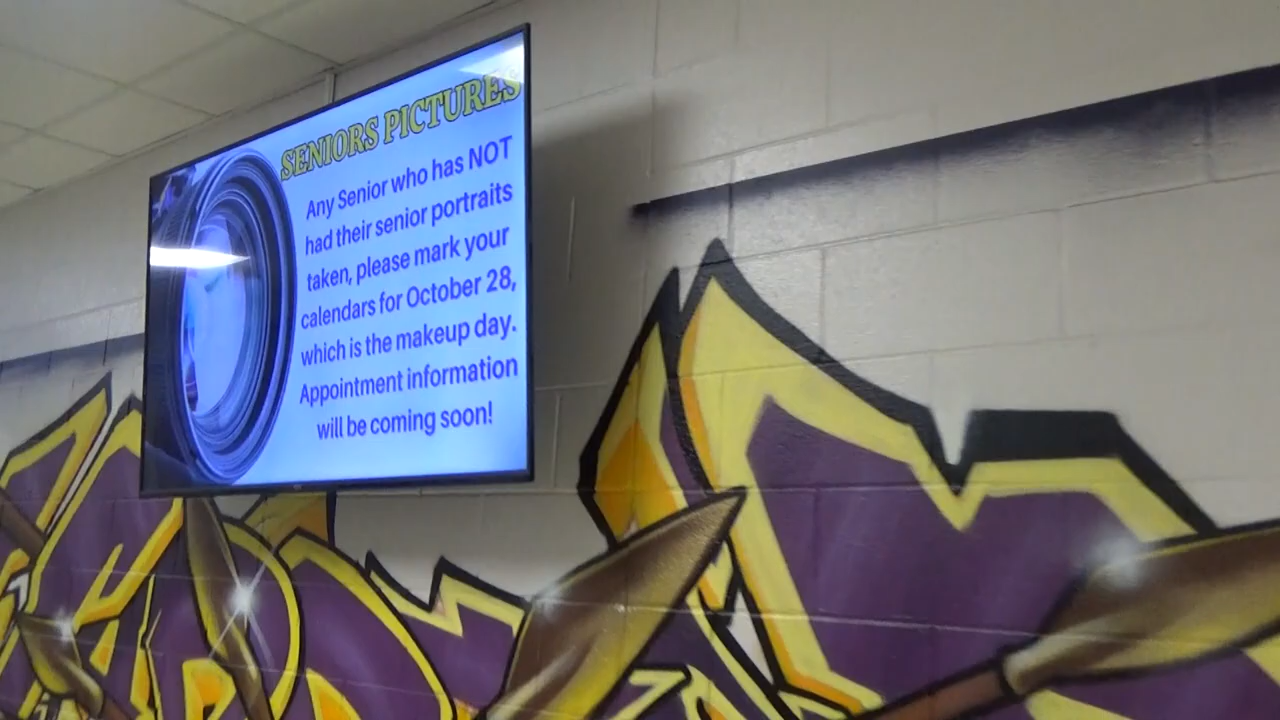 SENIORS PICTURES
Any Senior who has NOT
had their senior portraits
taken, please mark your
calendars for October 28,
which is the makeup day.
Appointment information
will be coming soon!